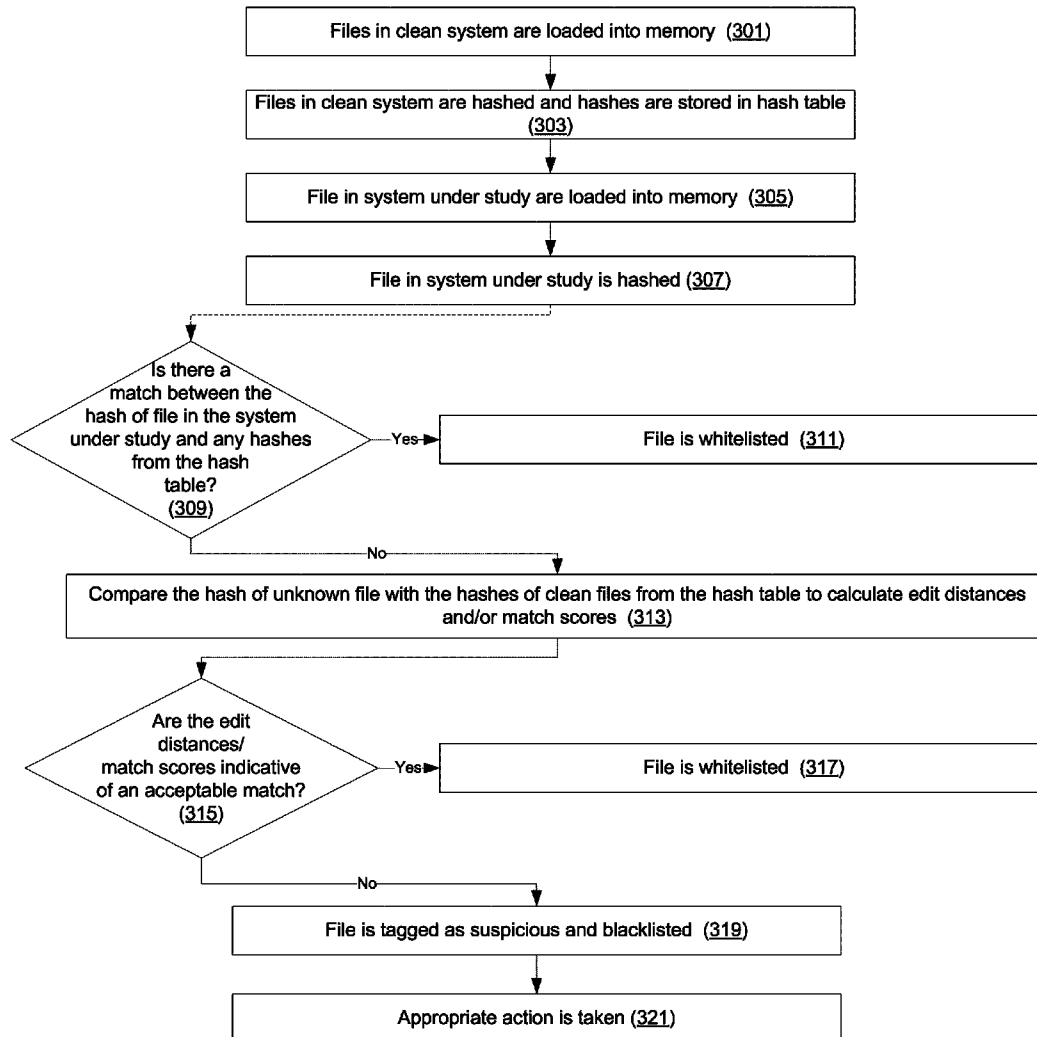 Files in clean system are loaded into memory (301)
Files in clean system are hashed and hashes are stored in hash table
(303)
File in system under study are loaded into memory (305)
File in system under study is hashed (307)
Is there a
match between the
hash of file in the system
under study and any hashes
from the hash
table?
(309)
Yes
File is whitelisted (311)
No
Compare the hash of unknown file with the hashes of clean files from the hash table to calculate edit distances
and/or match scores (313)
Are the edit
distances/
match scores indicative
of an acceptable match?
(315)
Yes
File is whitelisted (317)
No
File is tagged as suspicious and blacklisted (319)
Appropriate action is taken (321)